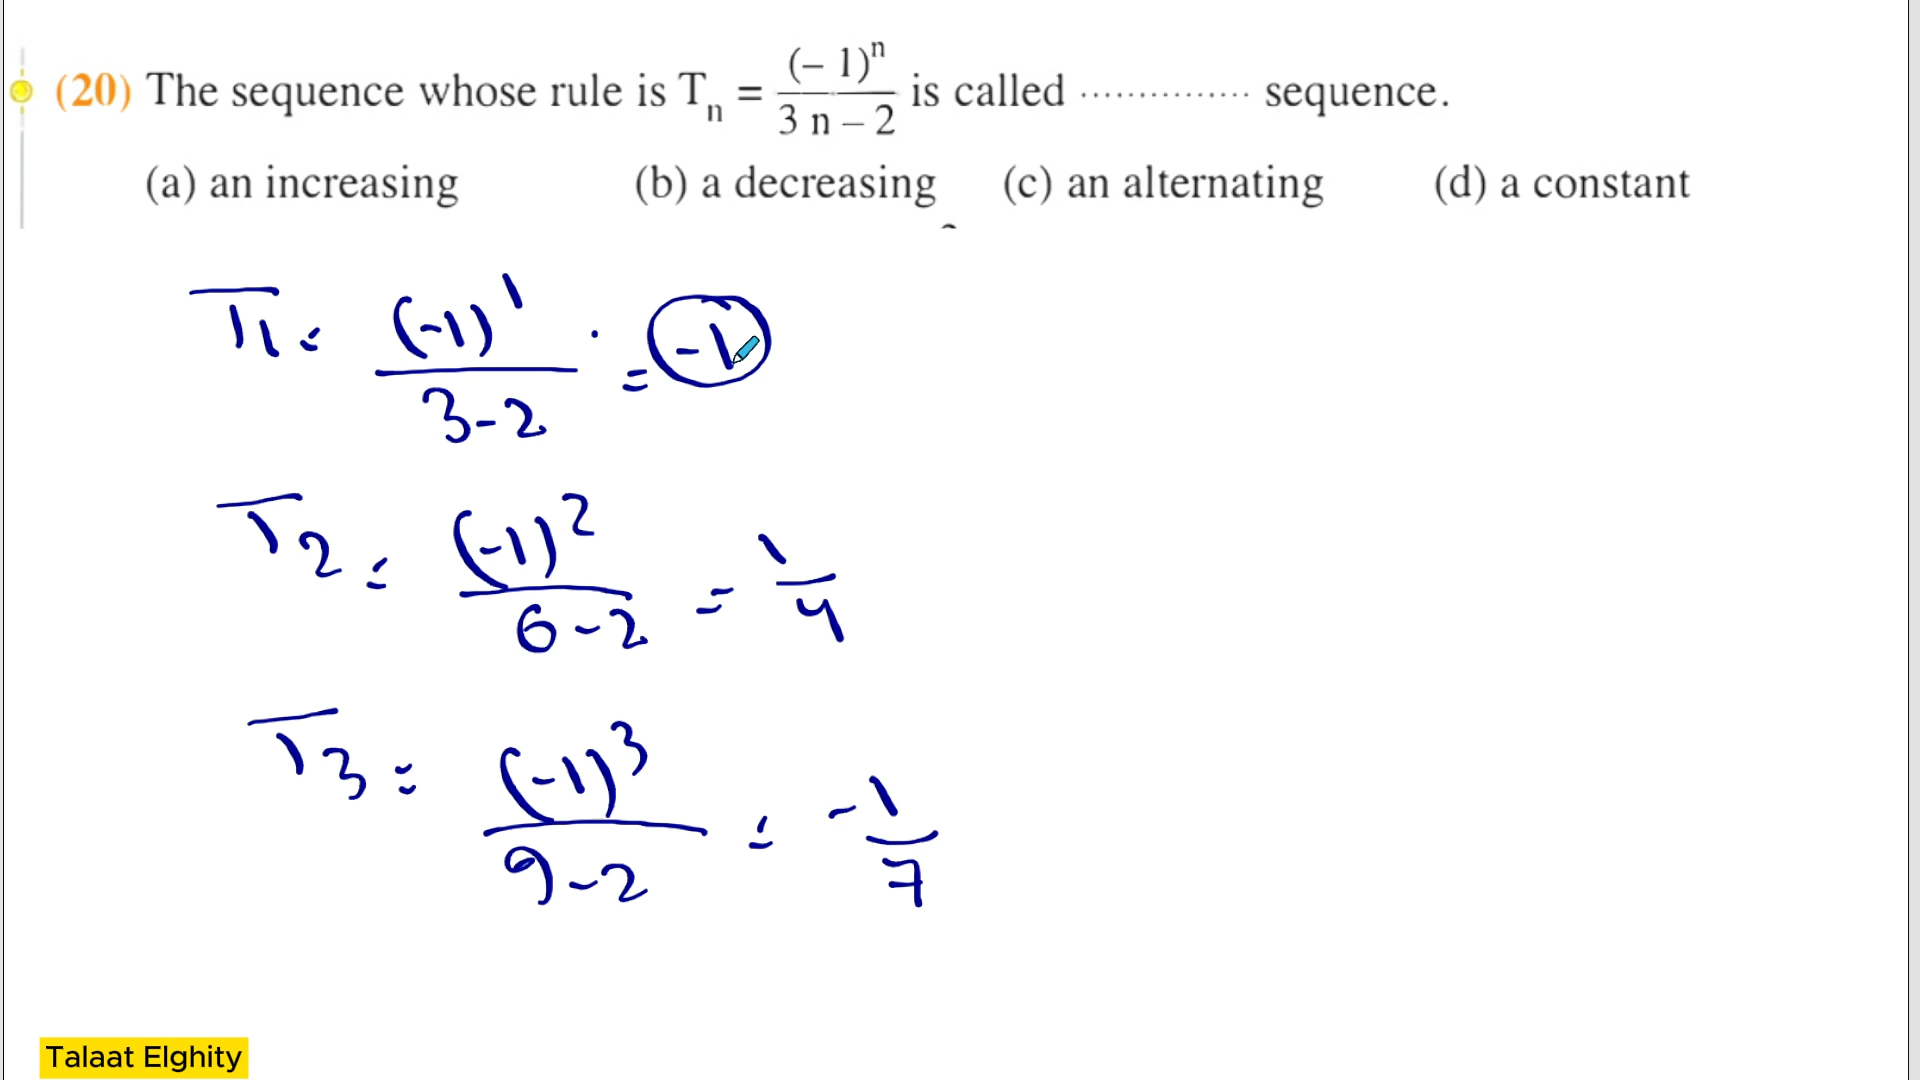 (20) The sequence whose rule is Tₙ = (– 1)ⁿ / 3 n – 2 is called ............... sequence.
(a) an increasing (b) a decreasing (c) an alternating (d) a constant
T1 = (-1)¹ / 3-2 = -1
T2 = (-1)² / 6-2 = 1/4
T3 = (-1)³ / 9-2 = -1/7
Talaat Elghity